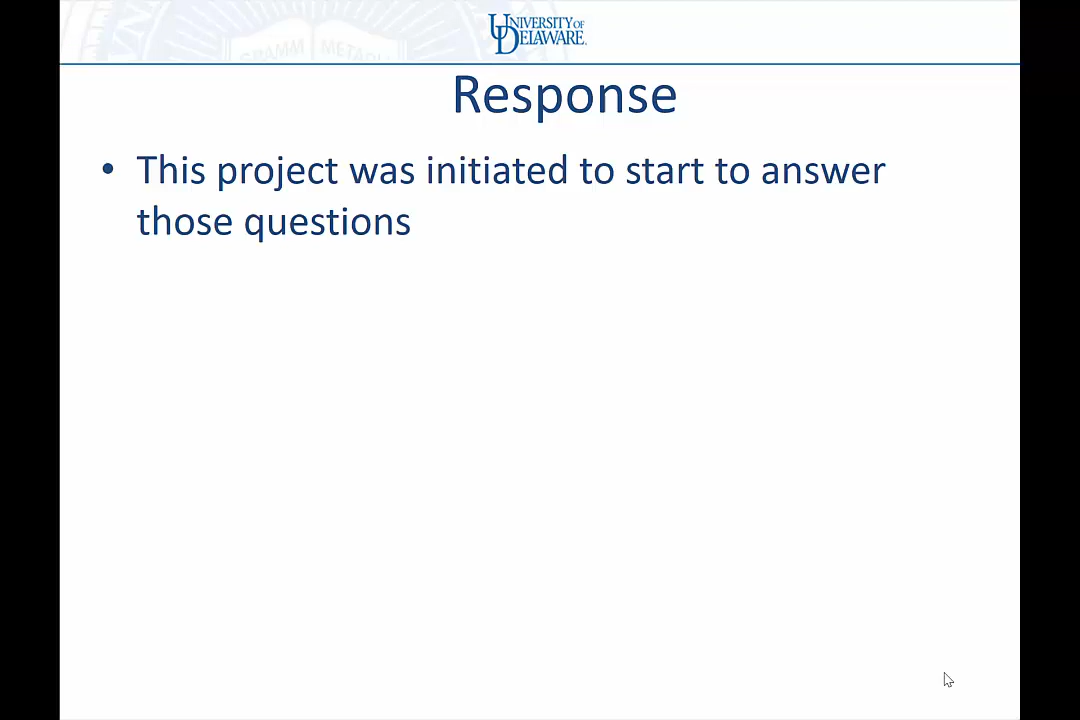 UNIVERSITY OF
DELAWARE.
Response
• This project was initiated to start to answer
those questions